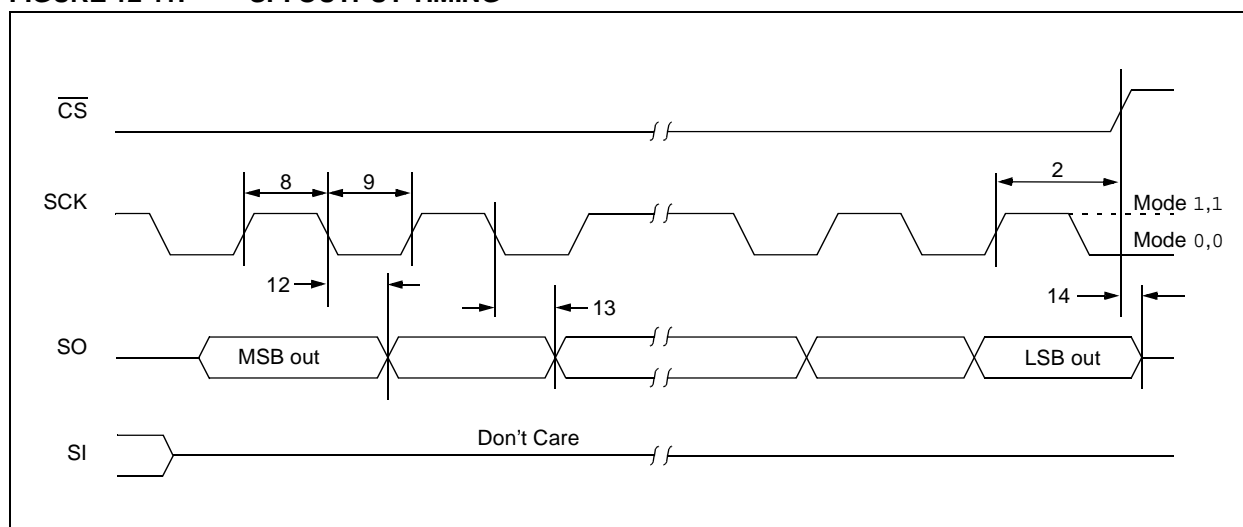 CS
8
9
2
SCK
Mode 1,1
Mode 0,0
12
13
14
SO
MSB out
LSB out
Don't Care
SI